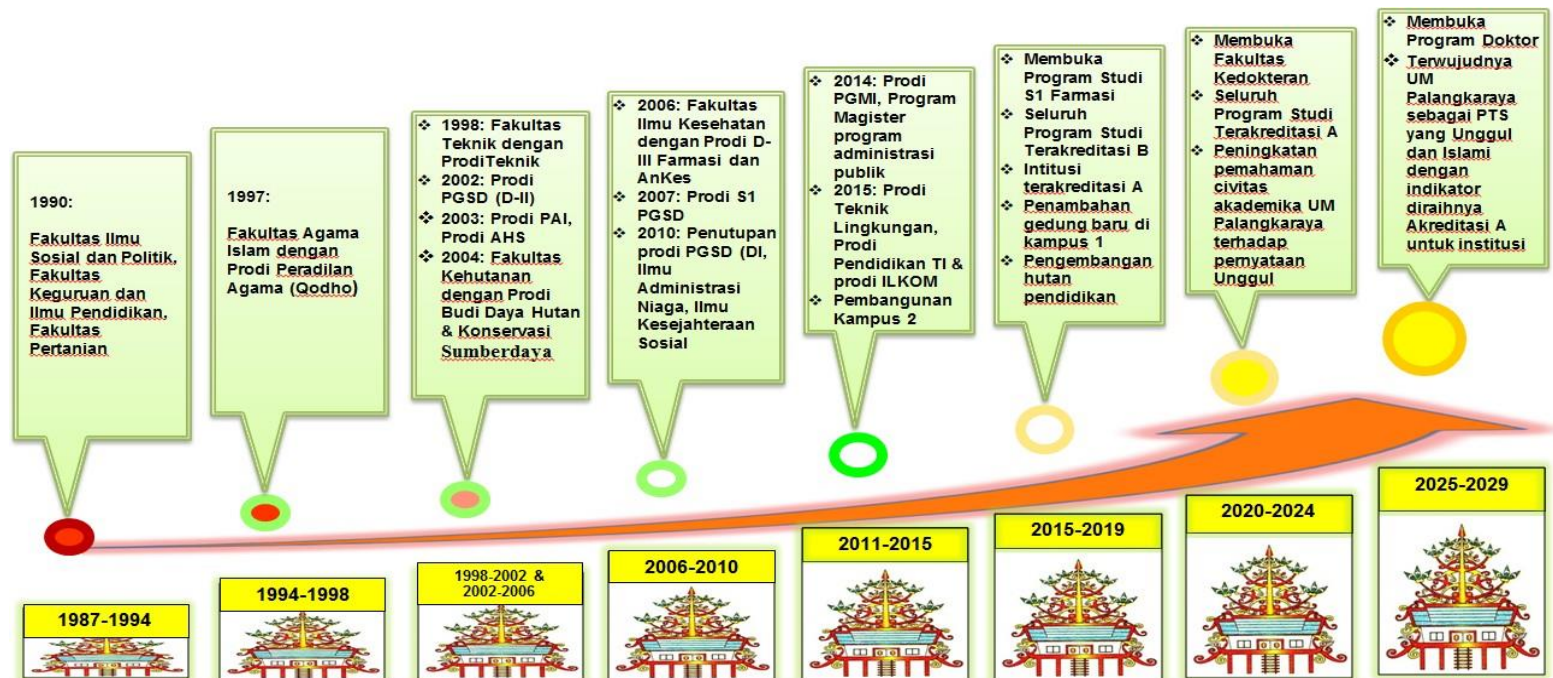 1990:
Fakultas Ilmu
Sosial dan Politik,
Fakultas
Keguruan dan
Ilmu Pendidikan,
Fakultas
Pertanian
1997:
Fakultas Agama
Islam dengan
Prodi Peradilan
Agama (Qodho)
❖ 1998: Fakultas
Teknik dengan
ProdiTeknik
❖ 2002: Prodi
PGSD (D-II)
❖ 2003: Prodi PAI,
Prodi AHS
❖ 2004: Fakultas
Kehutanan
dengan Prodi
Budi Daya Hutan
& Konservasi
Sumberdaya
❖ 2006: Fakultas
Ilmu Kesehatan
dengan Prodi D-
III Farmasi dan
AnKes
❖ 2007: Prodi S1
PGSD
❖ 2010: Penutupan
prodi PGSD (DI,
Ilmu
Administrasi
Niaga, Ilmu
Kesejahteraan
Sosial
❖ 2014: Prodi
PGMI, Program
Magister
program
administrasi
publik
❖ 2015: Prodi
Teknik
Lingkungan,
Prodi
Pendidikan TI &
prodi ILKOM
❖ Pembangunan
Kampus 2
❖ Membuka
Program Studi
S1 Farmasi
❖ Seluruh
Program Studi
Terakreditasi B
❖ Intitusi
terakreditasi A
❖ Penambahan
gedung baru di
kampus 1
❖ Pengembangan
hutan
pendidikan
❖ Membuka
Fakultas
Kedokteran
❖ Seluruh
Program Studi
Terakreditasi A
❖ Peningkatan
pemahaman
civitas
akademika UM
Palangkaraya
terhadap
pernyataan
Unggul
❖ Membuka
Program Doktor
❖ Terwujudnya
UM
Palangkaraya
sebagai PTS
yang Unggul
dan Islami
dengan
indikator
diraihnya
Akreditasi A
untuk institusi
1987-1994
1994-1998
1998-2002 &
2002-2006
2006-2010
2011-2015
2015-2019
2020-2024
2025-2029